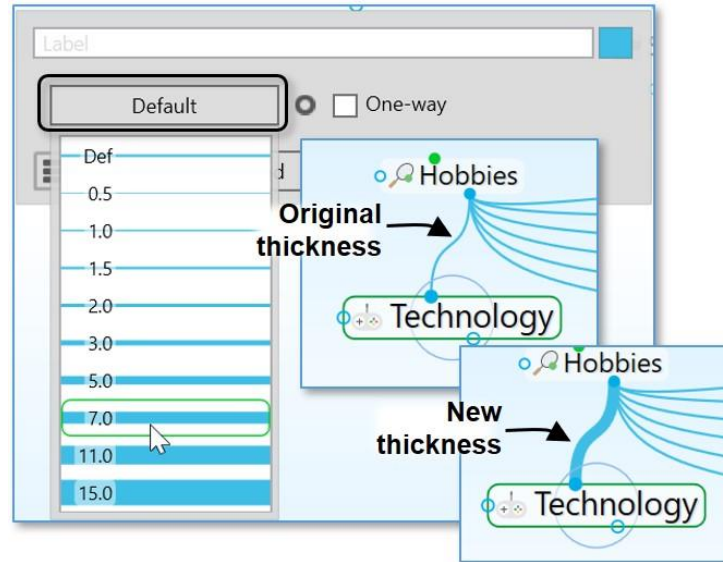 Label
Default
One-way
Def
0.5
1.0
1.5
2.0
3.0
5.0
7.0
11.0
15.0
Hobbies
Original
thickness
Technology
Hobbies
New
thickness
Technology